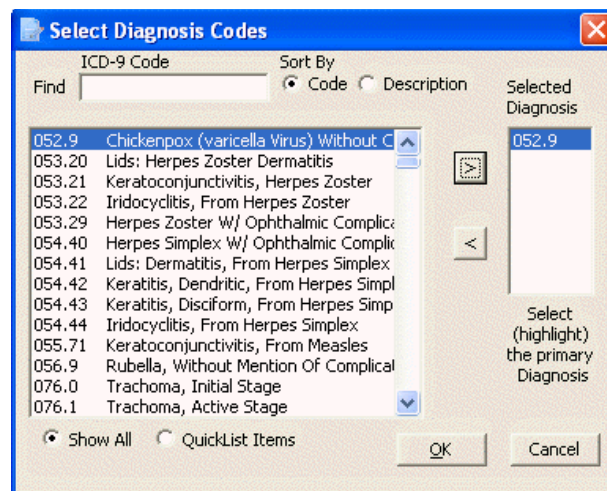 Select Diagnosis Codes
ICD-9 Code
Sort By
Find
Code
Description
Selected
Diagnosis
052.9 Chickenpox (varicella Virus) Without C
053.20 Lids: Herpes Zoster Dermatitis
053.21 Keratoconjunctivitis, Herpes Zoster
053.22 Iridocyclitis, From Herpes Zoster
053.29 Herpes Zoster W/ Ophthalmic Complica
054.40 Herpes Simplex W/ Ophthalmic Complic
054.41 Lids: Dermatitis, From Herpes Simplex
054.42 Keratitis, Dendritic, From Herpes Simpl
054.43 Keratitis, Disciform, From Herpes Simp
054.44 Iridocyclitis, From Herpes Simplex
055.71 Keratoconjunctivitis, From Measles
056.9 Rubella, Without Mention Of Complicat
076.0 Trachoma, Initial Stage
076.1 Trachoma, Active Stage
>
<
052.9
Select
(highlight)
the primary
Diagnosis
Show All
QuickList Items
OK
Cancel